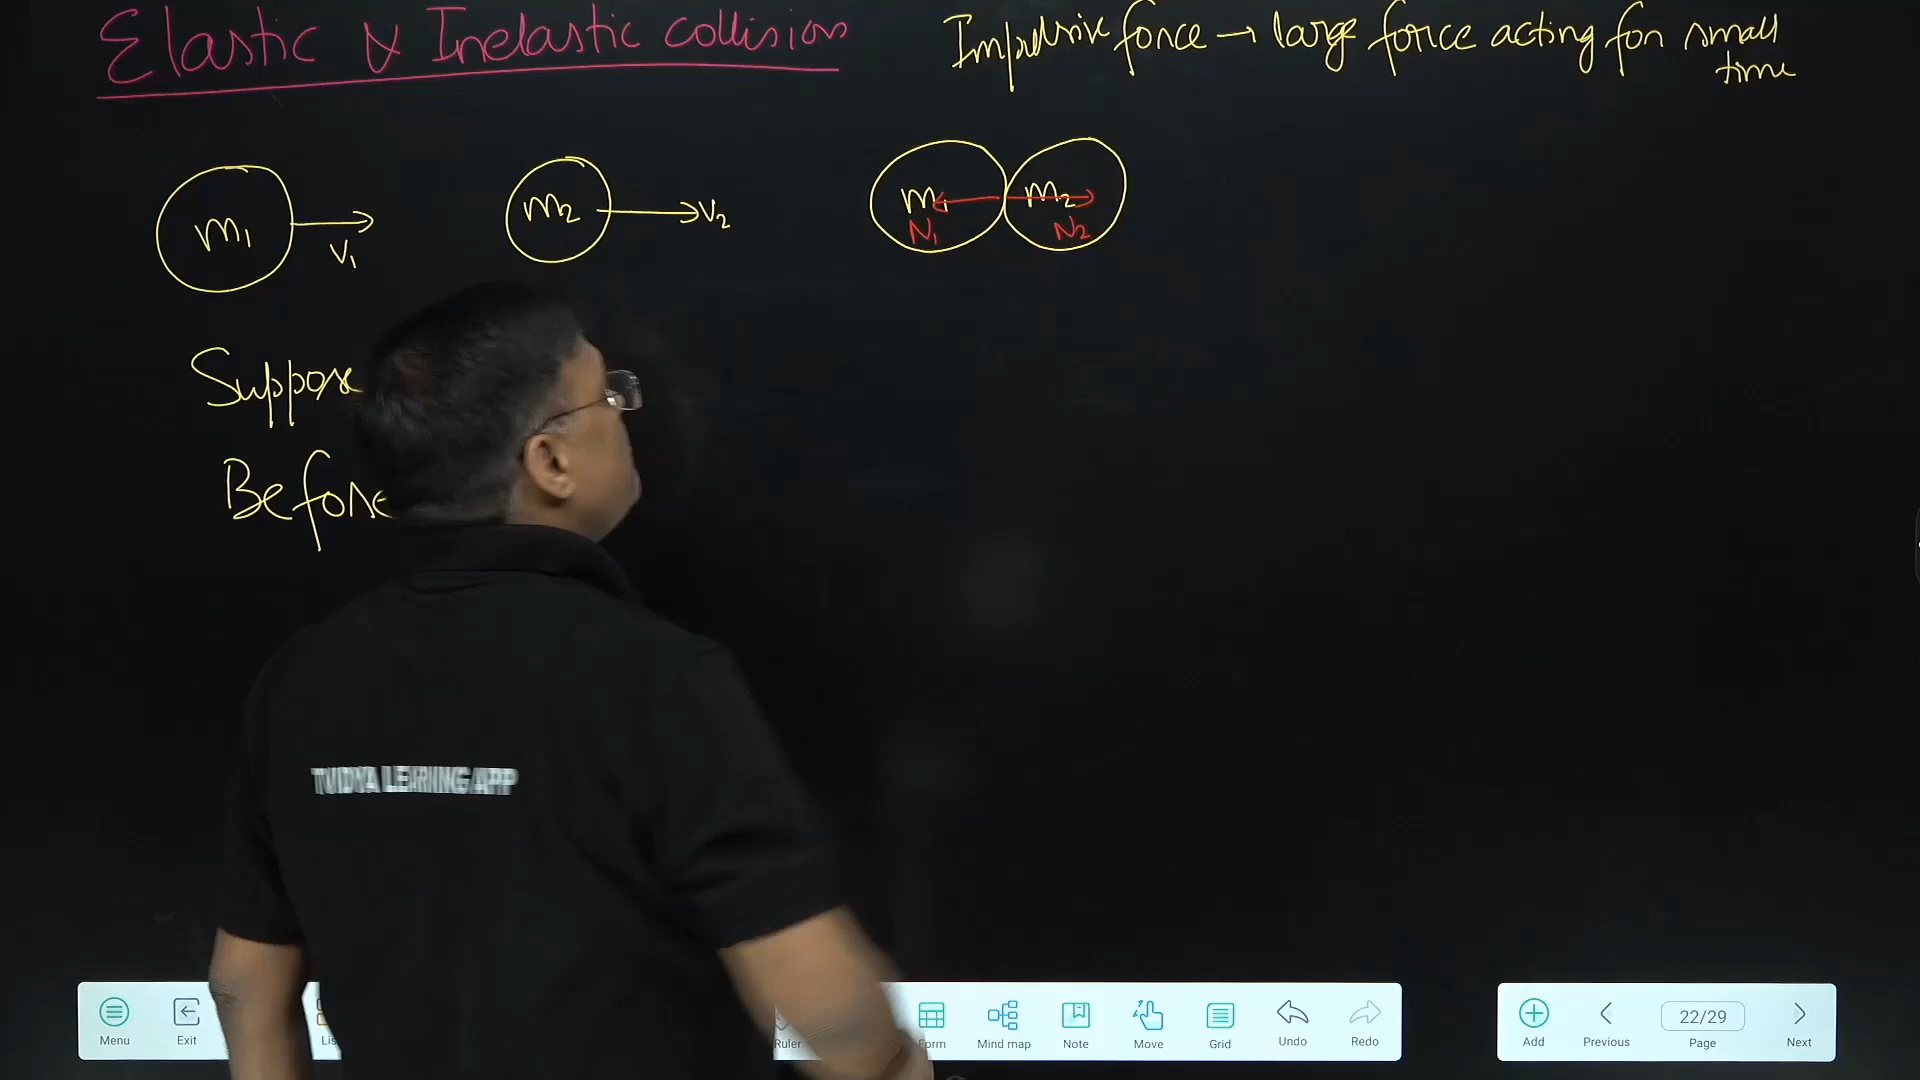 Elastic & Inelastic collision
Impulsive force → large force acting for small
time
m1
V1
m2
V2
m1
N1
m2
N2
Suppose
Before
TVIDYA LEARNING APP
Menu
Exit
Ruler
Form
Mind map
Note
Move
Grid
Undo
Redo
Add
Previous
22/29
Page
Next